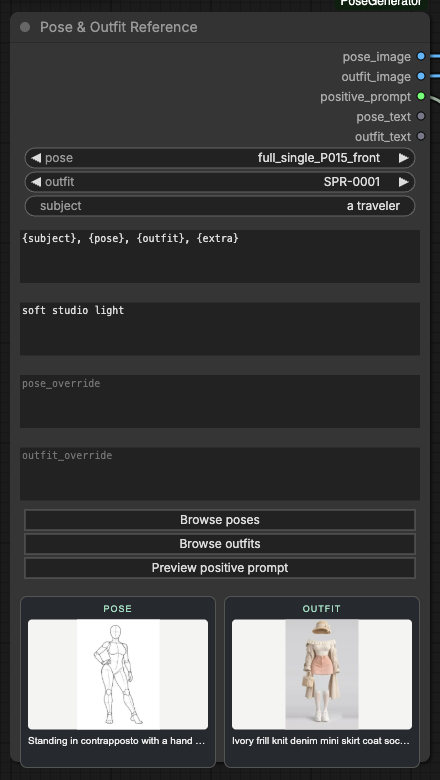 PoseGenerator
Pose & Outfit Reference
pose_image
outfit_image
positive_prompt
pose_text
outfit_text
pose full_single_P015_front
outfit SPR-0001
subject a traveler
{subject}, {pose}, {outfit}, {extra}
soft studio light
pose_override
outfit_override
Browse poses
Browse outfits
Preview positive prompt
POSE
OUTFIT
Standing in contrapposto with a hand ...
Ivory frill knit denim mini skirt coat soc...